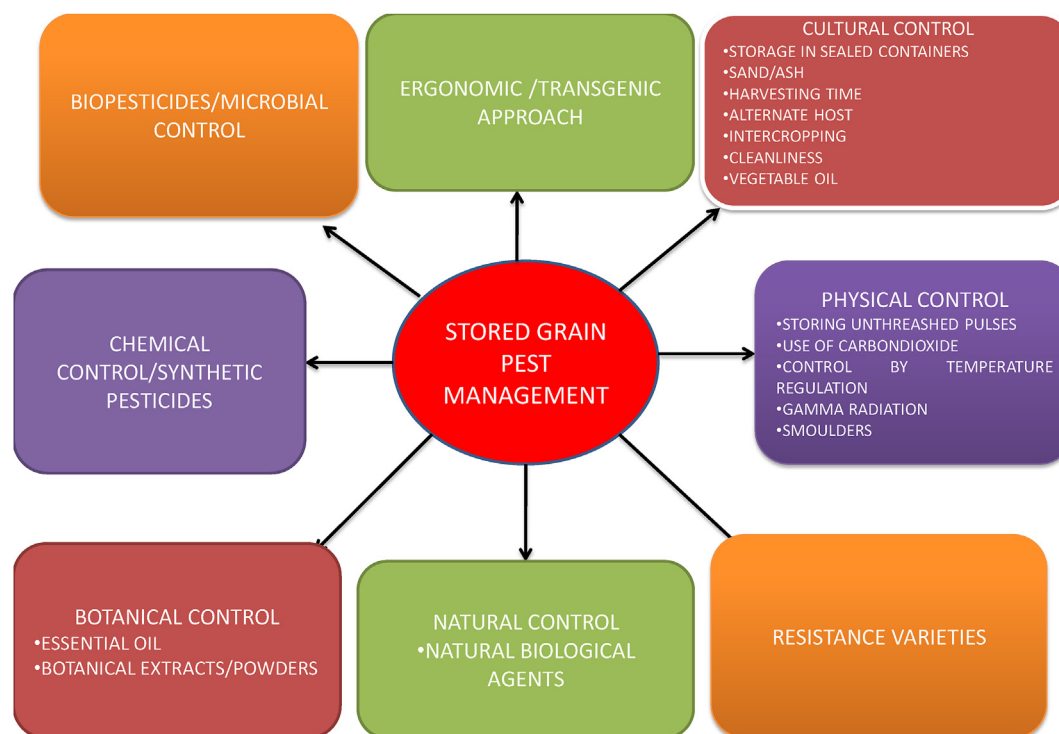 BIOPESTICIDES/MICROBIAL
CONTROL
ERGONOMIC /TRANSGENIC
APPROACH
CULTURAL CONTROL
•STORAGE IN SEALED CONTAINERS
•SAND/ASH
•HARVESTING TIME
•ALTERNATE HOST
•INTERCROPPING
•CLEANLINESS
•VEGETABLE OIL
CHEMICAL
CONTROL/SYNTHETIC
PESTICIDES
STORED GRAIN
PEST
MANAGEMENT
PHYSICAL CONTROL
•STORING UNTHREASHED PULSES
•USE OF CARBONDIOXIDE
•CONTROL BY TEMPERATURE
REGULATION
•GAMMA RADIATION
•SMOULDERS
BOTANICAL CONTROL
•ESSENTIAL OIL
•BOTANICAL EXTRACTS/POWDERS
NATURAL CONTROL
•NATURAL BIOLOGICAL
AGENTS
RESISTANCE VARIETIES